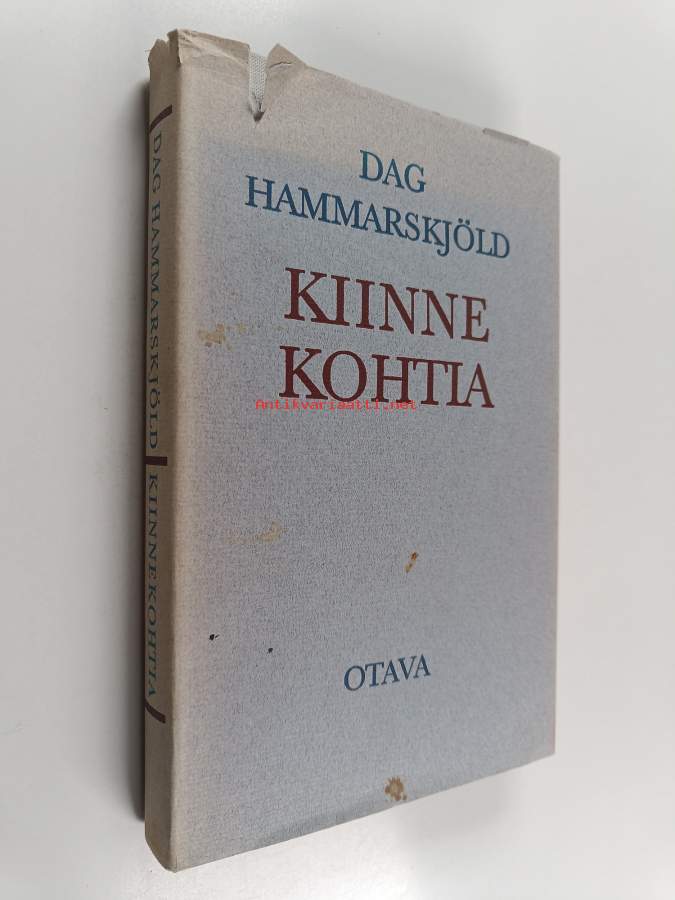 DAG
HAMMARSKJÖLD
KIINNE
KOHTIA
Antikvariaatti.net
OTAVA
DAG HAMMARSKJÖLD KIINNEKOHTIA